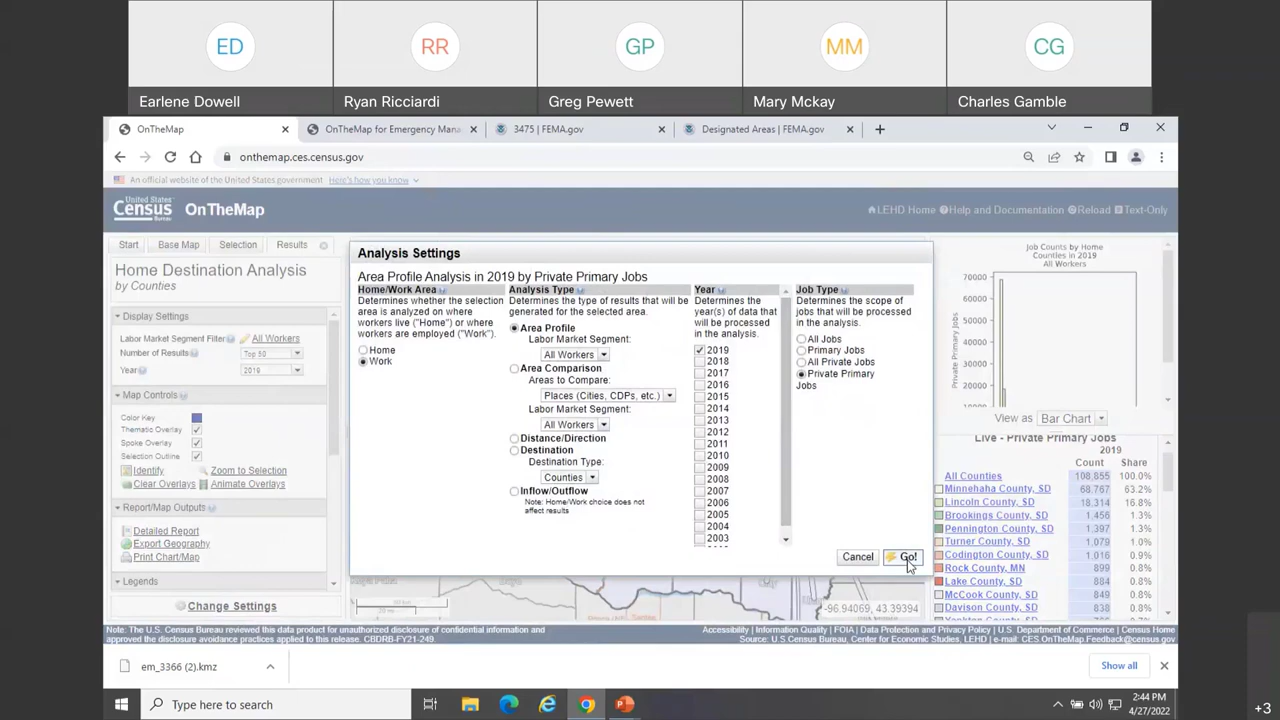 ED
RR
GP
MM
CG
Earlene Dowell
Ryan Ricciardi
Greg Pewett
Mary Mckay
Charles Gamble
OnTheMap
OnTheMap for Emergency Mana
3475 | FEMA.gov
Designated Areas | FEMA.gov
onthemap.ces.census.gov
An official website of the United States government Here's how you know
United States
Census
Bureau
OnTheMap
LEHD Home Help and Documentation Reload Text-Only
Start Base Map Selection Results
Home Destination Analysis
by Counties
Display Settings
Labor Market Segment Filter All Workers
Number of Results Top 50
Year 2019
Map Controls
Color Key
Thematic Overlay
Spoke Overlay
Selection Outline
Identify Zoom to Selection
Clear Overlays Animate Overlays
Report/Map Outputs
Detailed Report
Export Geography
Print Chart/Map
Legends
Change Settings
Analysis Settings
Area Profile Analysis in 2019 by Private Primary Jobs
Home/Work Area
Determines whether the selection
area is analyzed on where
workers live ("Home") or where
workers are employed ("Work").
Home
Work
Analysis Type
Determines the type of results that will be
generated for the selected area.
Area Profile
Labor Market Segment:
All Workers
Area Comparison
Areas to Compare:
Places (Cities, CDPs, etc.)
Labor Market Segment:
All Workers
Distance/Direction
Destination
Destination Type:
Counties
Inflow/Outflow
Note: Home/Work choice does not
affect results
Year
Determines the
year(s) of data that
will be processed
in the analysis.
2019
2018
2017
2016
2015
2014
2013
2012
2011
2010
2009
2008
2007
2006
2005
2004
2003
Job Type
Determines the scope of
jobs that will be
processed in the
analysis.
All Jobs
Primary Jobs
All Private Jobs
Private Primary
Jobs
Cancel
Go!
-96.94069, 43.39394
Job Counts by Home
Counties in 2019
All Workers
70000
60000
50000
40000
30000
20000
10000
Private Primary Jobs
View as Bar Chart
Live - Private Primary Jobs
2019
Count Share
All Counties 108,855 100.0%
Minnehaha County, SD 68,767 63.2%
Lincoln County, SD 18,314 16.8%
Brookings County, SD 1,456 1.3%
Pennington County, SD 1,397 1.3%
Turner County, SD 1,079 1.0%
Codington County, SD 1,016 0.9%
Rock County, MN 899 0.8%
Lake County, SD 884 0.8%
McCook County, SD 849 0.8%
Davison County, SD 838 0.8%
Note: The U.S. Census Bureau reviewed this data product for unauthorized disclosure of confidential information and
approved the disclosure avoidance practices applied to this release. CBDRB-FY21-249.
Accessibility | Information Quality | FOIA | Data Protection and Privacy Policy | U.S. Department of Commerce | Census Home
Source: U.S. Census Bureau, Center for Economic Studies, LEHD | e-mail: CES.OnTheMap.Feedback@census.gov
em_3366 (2).kmz
Show all
Type here to search
2:44 PM
4/27/2022
+3